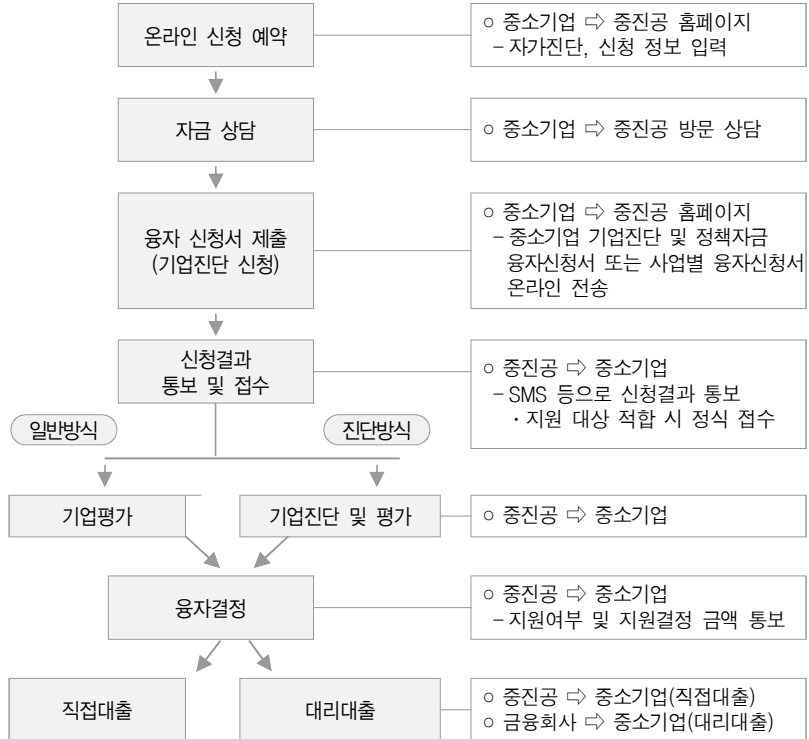 온라인 신청 예약
○ 중소기업 ⇨ 중진공 홈페이지
– 자가진단, 신청 정보 입력
자금 상담
○ 중소기업 ⇨ 중진공 방문 상담
융자 신청서 제출
(기업진단 신청)
○ 중소기업 ⇨ 중진공 홈페이지
– 중소기업 기업진단 및 정책자금
융자신청서 또는 사업별 융자신청서
온라인 전송
신청결과
통보 및 접수
○ 중진공 ⇨ 중소기업
– SMS 등으로 신청결과 통보
· 지원 대상 적합 시 정식 접수
일반방식
진단방식
기업평가
기업진단 및 평가
○ 중진공 ⇨ 중소기업
융자결정
○ 중진공 ⇨ 중소기업
– 지원여부 및 지원결정 금액 통보
직접대출
대리대출
○ 중진공 ⇨ 중소기업(직접대출)
○ 금융회사 ⇨ 중소기업(대리대출)